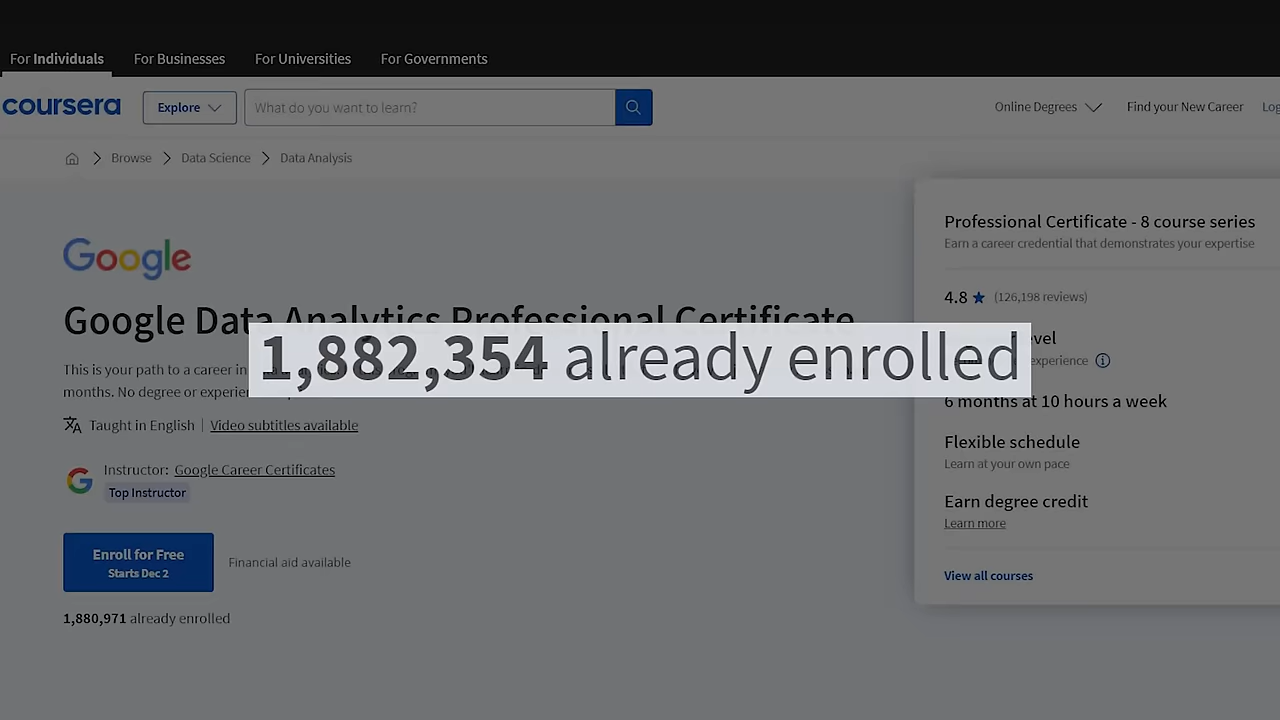 For Individuals For Businesses For Universities For Governments
coursera Explore What do you want to learn? Online Degrees Find your New Career Log
Browse Data Science Data Analysis
Google
Google Data Analytics Professional Certificate
1,882,354 already enrolled
This is your path to a career in
months. No degree or
Taught in English | Video subtitles available
Instructor: Google Career Certificates
Top Instructor
Enroll for Free
Starts Dec 2
Financial aid available
1,880,971 already enrolled
Professional Certificate - 8 course series
Earn a career credential that demonstrates your expertise
4.8 ★ (126,198 reviews)
experience
6 months at 10 hours a week
Flexible schedule
Learn at your own pace
Earn degree credit
Learn more
View all courses